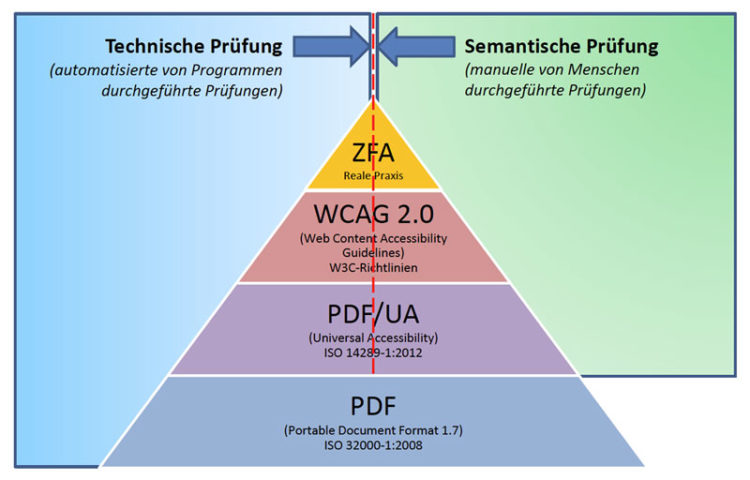 Technische Prüfung
(automatisierte von Programmen
durchgeführte Prüfungen)
Semantische Prüfung
(manuelle von Menschen
durchgeführte Prüfungen)
ZFA
Reale Praxis
WCAG 2.0
(Web Content Accessibility
Guidelines)
W3C-Richtlinien
PDF/UA
(Universal Accessibility)
ISO 14289-1:2012
PDF
(Portable Document Format 1.7)
ISO 32000-1:2008